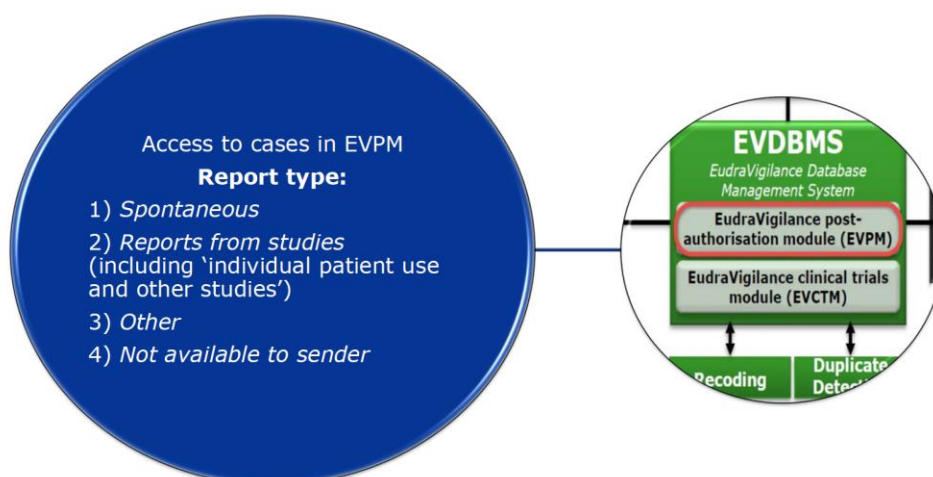 Access to cases in EVPM
Report type:
1) Spontaneous
2) Reports from studies
(including ‘individual patient use
and other studies’)
3) Other
4) Not available to sender
EVDBMS
EudraVigilance Database
Management System
EudraVigilance post-
authorisation module (EVPM)
EudraVigilance clinical trials
module (EVCTM)
Recoding
Duplicate